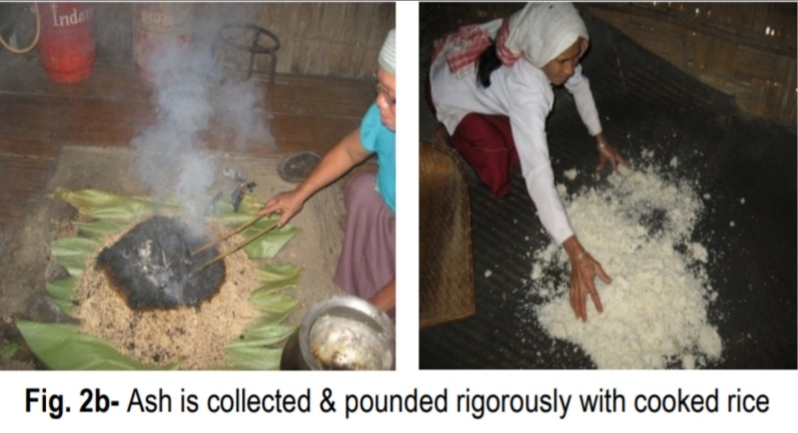 Indan
Fig. 2b- Ash is collected & pounded rigorously with cooked rice